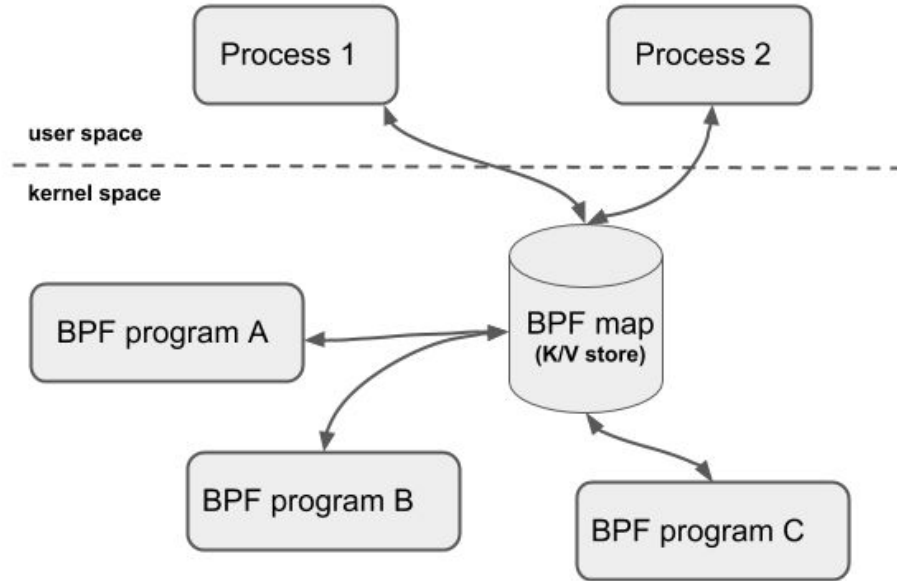 Process 1
Process 2
user space
kernel space
BPF program A
BPF map
(K/V store)
BPF program B
BPF program C